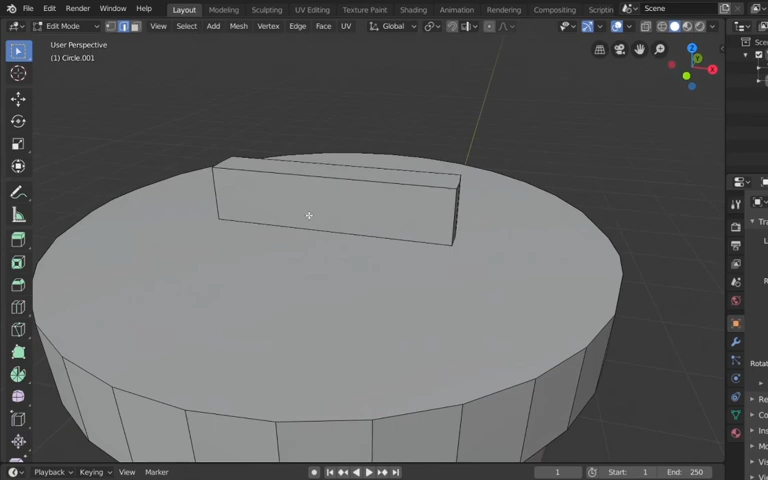 File Edit Render Window Help Layout Modeling Sculpting UV Editing Texture Paint Shading Animation Rendering Compositing Scriptin Scene
Edit Mode View Select Add Mesh Vertex Edge Face UV Global
User Perspective
(1) Circle.001
Z
Y
X
Playback Keying View Marker 1 Start: 1 End: 250